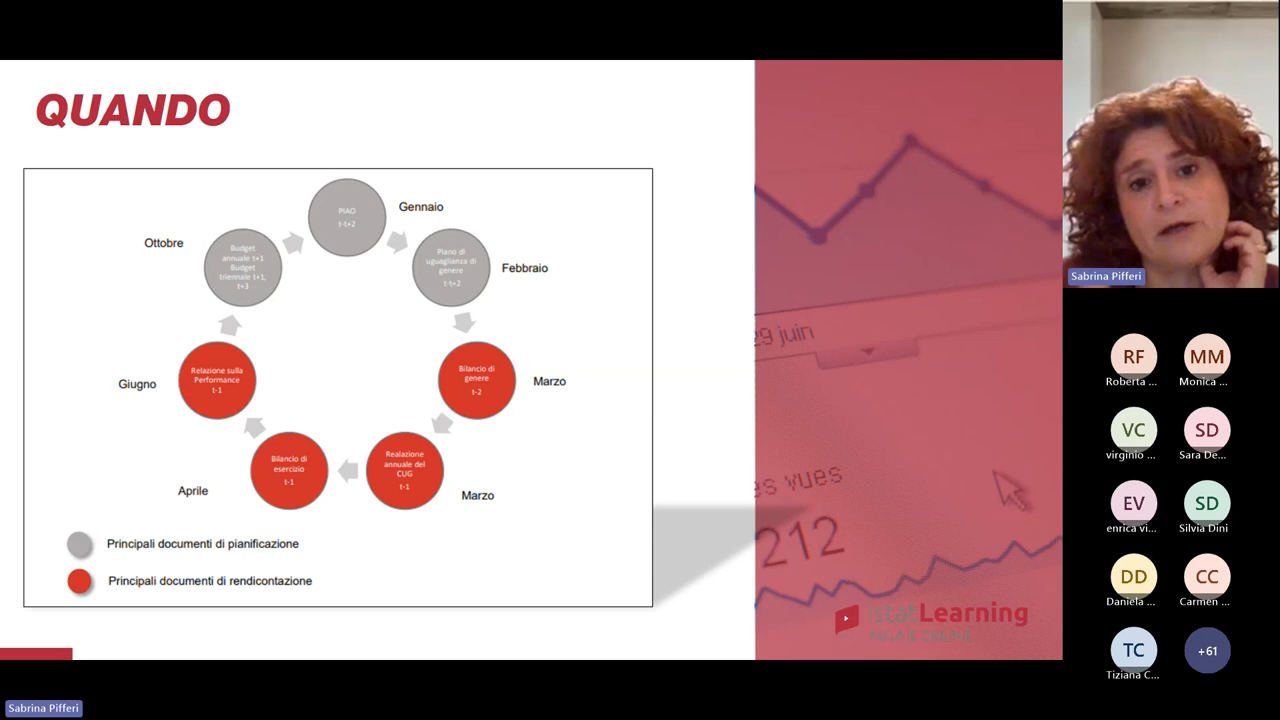 QUANDO
PIAO
t-t+2
Gennaio
Piano di
uguaglianza di
genere
t-t+2
Febbraio
Bilancio di
genere
t-2
Marzo
Realazione
annuale del
CUG
t-1
Marzo
Bilancio di
esercizio
t-1
Aprile
Relazione sulla
Performance
t-1
Giugno
Budget
annuale t+1
Budget
triennale t+1,
t+3
Ottobre
Principali documenti di pianificazione
Principali documenti di rendicontazione
29 juin
es vues
212
istatLearning
AULA E ONLINE
Sabrina Pifferi
RF
Roberta ...
MM
Monica ...
VC
virginio ...
SD
Sara De...
EV
enrica vi...
SD
Silvia Dini
DD
Daniela ...
CC
Carmen ...
TC
Tiziana C...
+61
Sabrina Pifferi